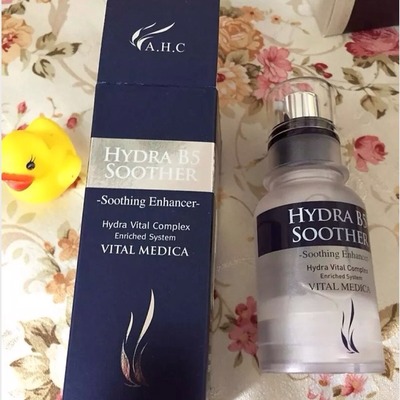 A.H.C
HYDRA B5
SOOTHER
-Soothing Enhancer-
Hydra Vital Complex
Enriched System
VITAL MEDICA
HYDRA B5
SOOTHER
-Soothing Enhancer-
Hydra Vital Complex
Enriched System
VITAL MEDICA